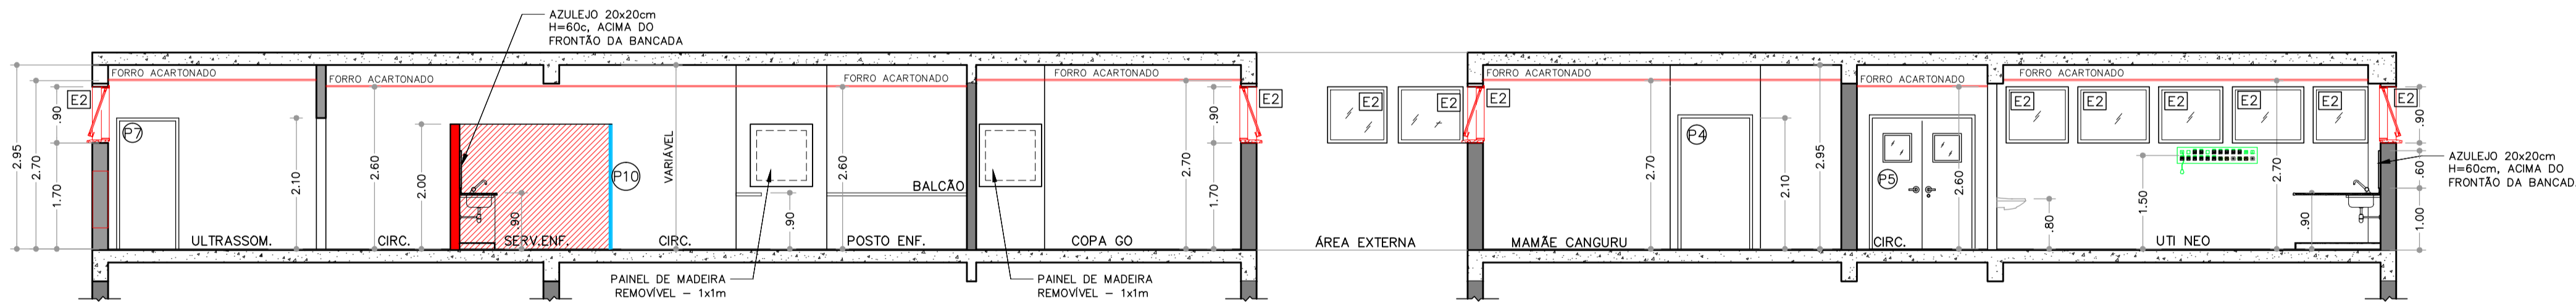 AZULEJO 20x20cm
H=60c, ACIMA DO
FRONTÃO DA BANCADA
FORRO ACARTONADO
FORRO ACARTONADO
FORRO ACARTONADO
FORRO ACARTONADO
FORRO ACARTONADO
FORRO ACARTONADO
FORRO ACARTONADO
E2
E2
E2
E2
E2
E2
E2
E2
E2
E2
E2
P7
P10
P4
P5
2.95
2.70
.90
1.70
2.10
2.60
2.00
.90
VARIÁVEL
.90
2.60
BALCÃO
2.70
.90
1.70
2.70
2.10
2.95
2.60
.80
1.50
2.70
.90
.90
.60
1.00
AZULEJO 20x20cm
H=60cm, ACIMA DO
FRONTÃO DA BANCADA
ULTRASSOM.
CIRC.
SERV.ENF.
CIRC.
POSTO ENF.
COPA GO
ÁREA EXTERNA
MAMÃE CANGURU
CIRC.
UTI NEO
PAINEL DE MADEIRA
REMOVÍVEL – 1x1m
PAINEL DE MADEIRA
REMOVÍVEL – 1x1m